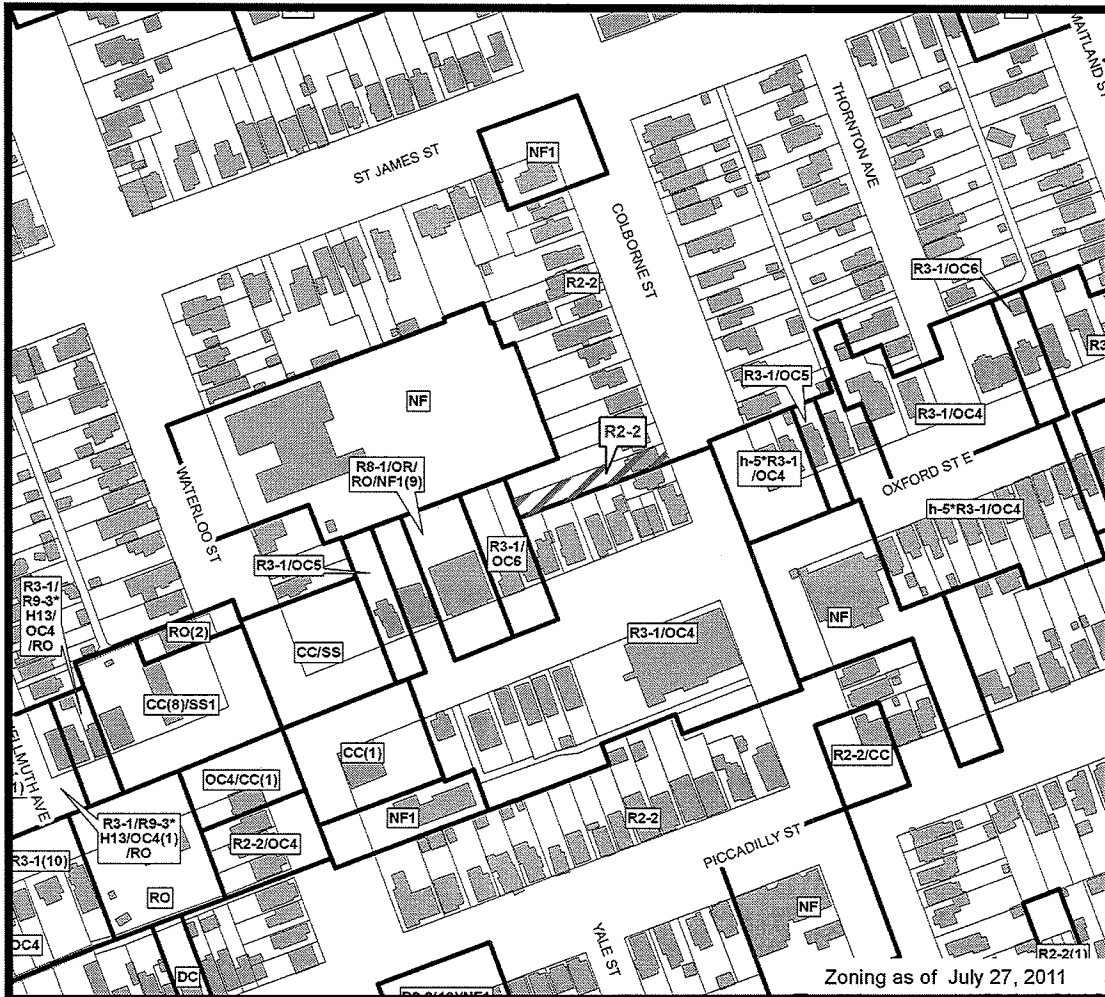 MAITLAND ST
THORNTON AVE
NF1
ST JAMES ST
COLBORNE ST
R3-1/OC6
R2-2
R3-1/OC5
NF
R3-1/OC4
R2-2
WATERLOO ST
R8-1/OR/
RO/NF1(9)
h-5*R3-1
/OC4
OXFORD ST E
h-5*R3-1/OC4
R3-1/
OC6
R3-1/OC5
R3-1/
R9-3*
H13/
OC4
/RO
NF
RO(2)
R3-1/OC4
CC/SS
CC(8)/SS1
CC(1)
R2-2/CC
OC4/CC(1)
NF1
R2-2
R3-1/R9-3*
H13/OC4(1)
/RO
R2-2/OC4
PICCADILLY ST
R3-1(10)
RO
NF
OC4
YALE ST
R2-2(1)
DC
Zoning as of July 27, 2011